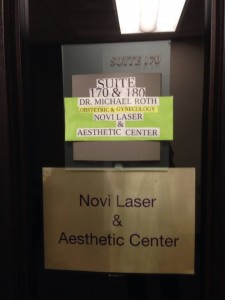 SUITE 170
SUITE
170 & 180
DR. MICHAEL ROTH
OBSTETRIC & GYNECOLOGY
NOVI LASER
&
AESTHETIC CENTER
Novi Laser
&
Aesthetic Center